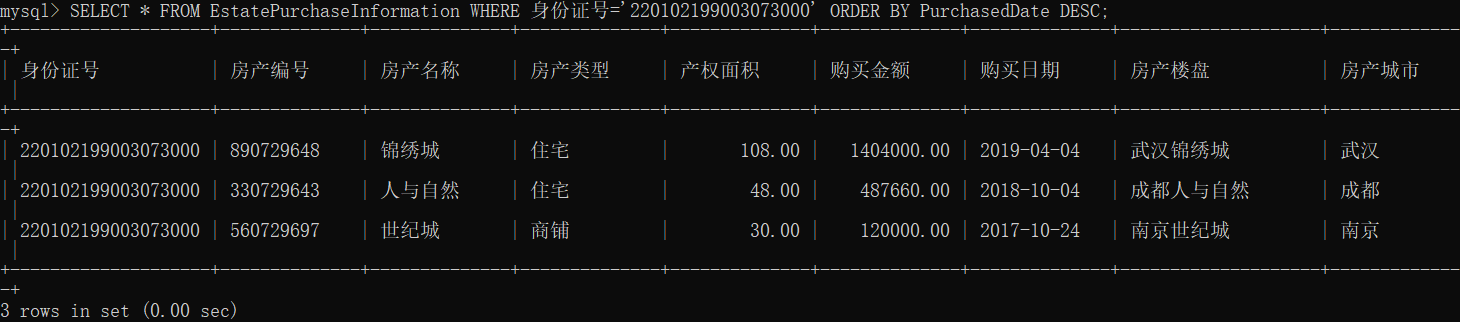 mysql> SELECT * FROM EstatePurchaseInformation WHERE 身份证号='220102199003073000' ORDER BY PurchasedDate DESC;
+--------------------+--------------+--------------+--------------+--------------+--------------+--------------+--------------------+-------------
-+
| 身份证号 | 房产编号 | 房产名称 | 房产类型 | 产权面积 | 购买金额 | 购买日期 | 房产楼盘 | 房产城市
|
+--------------------+--------------+--------------+--------------+--------------+--------------+--------------+--------------------+-------------
-+
| 220102199003073000 | 890729648 | 锦绣城 | 住宅 | 108.00 | 1404000.00 | 2019-04-04 | 武汉锦绣城 | 武汉
|
| 220102199003073000 | 330729643 | 人与自然 | 住宅 | 48.00 | 487660.00 | 2018-10-04 | 成都人与自然 | 成都
|
| 220102199003073000 | 560729697 | 世纪城 | 商铺 | 30.00 | 120000.00 | 2017-10-24 | 南京世纪城 | 南京
|
+--------------------+--------------+--------------+--------------+--------------+--------------+--------------+--------------------+-------------
-+
3 rows in set (0.00 sec)